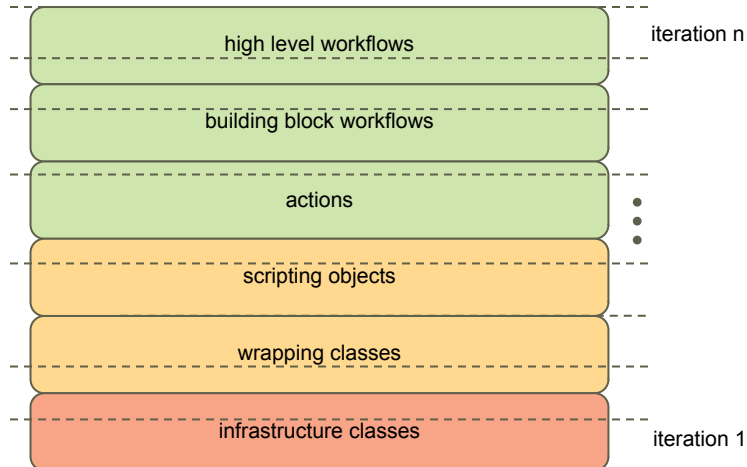 high level workflows
iteration n
building block workflows
actions
scripting objects
wrapping classes
infrastructure classes
iteration 1